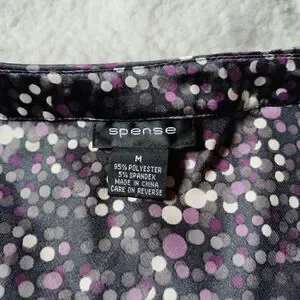 spense
M
95% POLYESTER
5% SPANDEX
MADE IN CHINA
CARE ON REVERSE